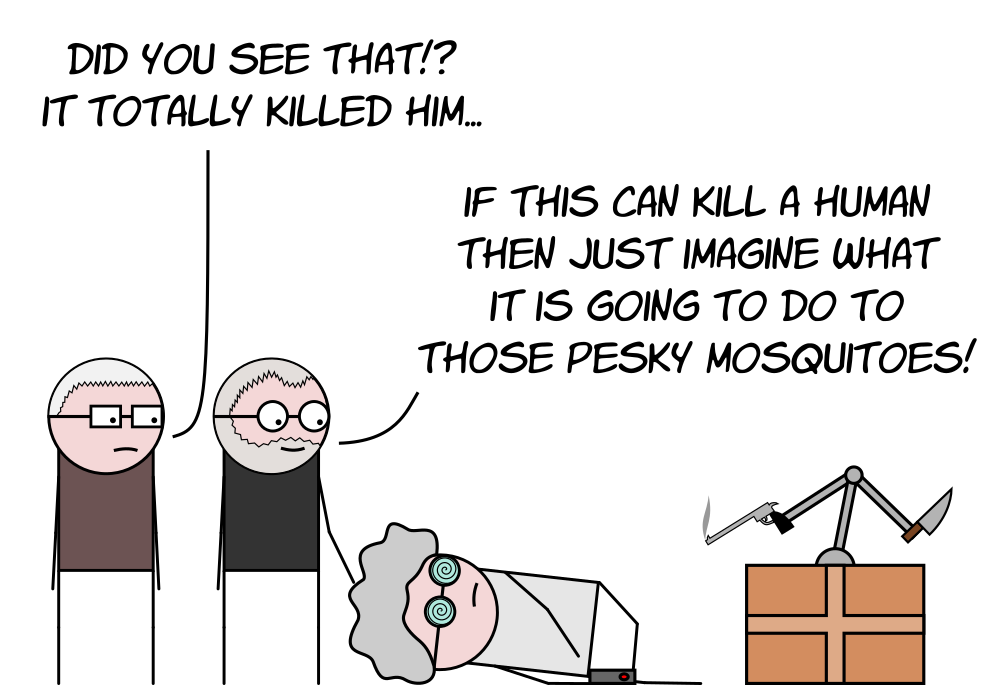 DID YOU SEE THAT!?
IT TOTALLY KILLED HIM...
IF THIS CAN KILL A HUMAN
THEN JUST IMAGINE WHAT
IT IS GOING TO DO TO
THOSE PESKY MOSQUITOES!